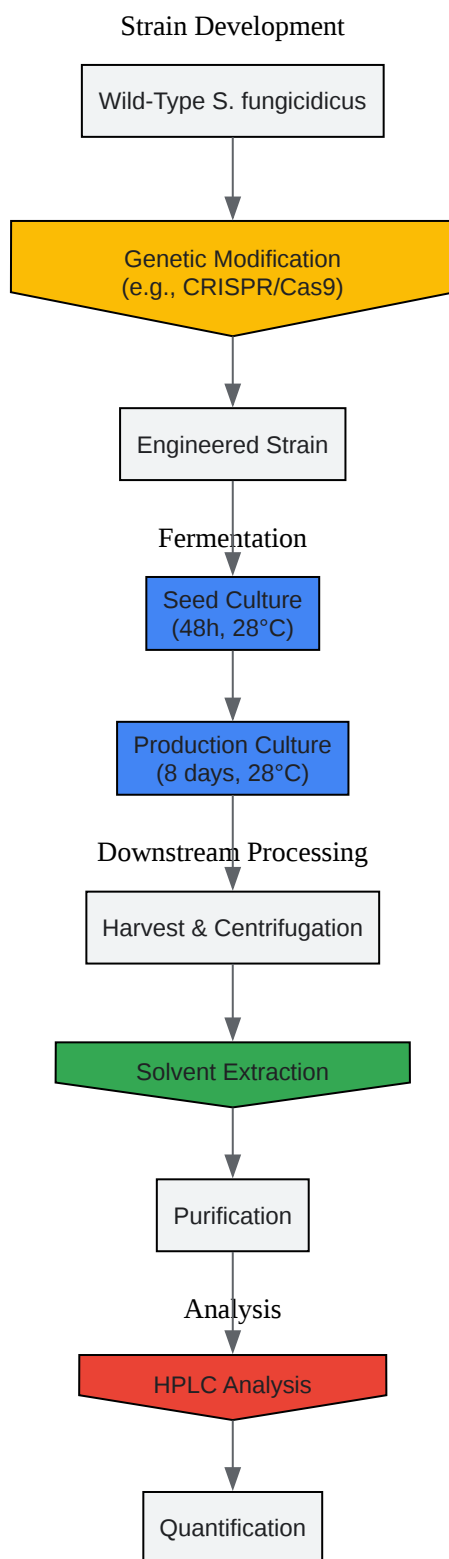 Strain Development
Wild-Type S. fungicidicus
Genetic Modification
(e.g., CRISPR/Cas9)
Engineered Strain
Fermentation
Seed Culture
(48h, 28°C)
Production Culture
(8 days, 28°C)
Downstream Processing
Harvest & Centrifugation
Solvent Extraction
Purification
Analysis
HPLC Analysis
Quantification